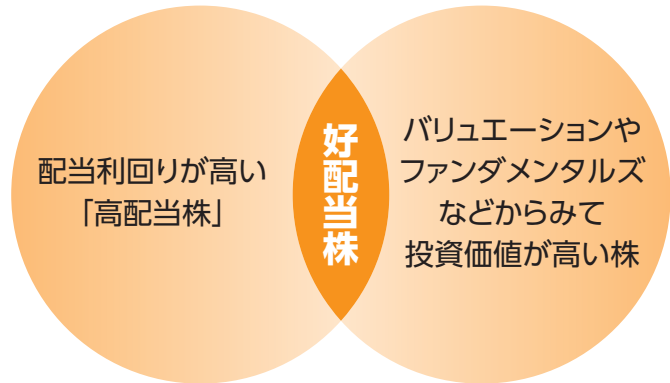 配当利回りが高い
「高配当株」
好配当株
バリュエーションや
ファンダメンタルズ
などからみて
投資価値が高い株